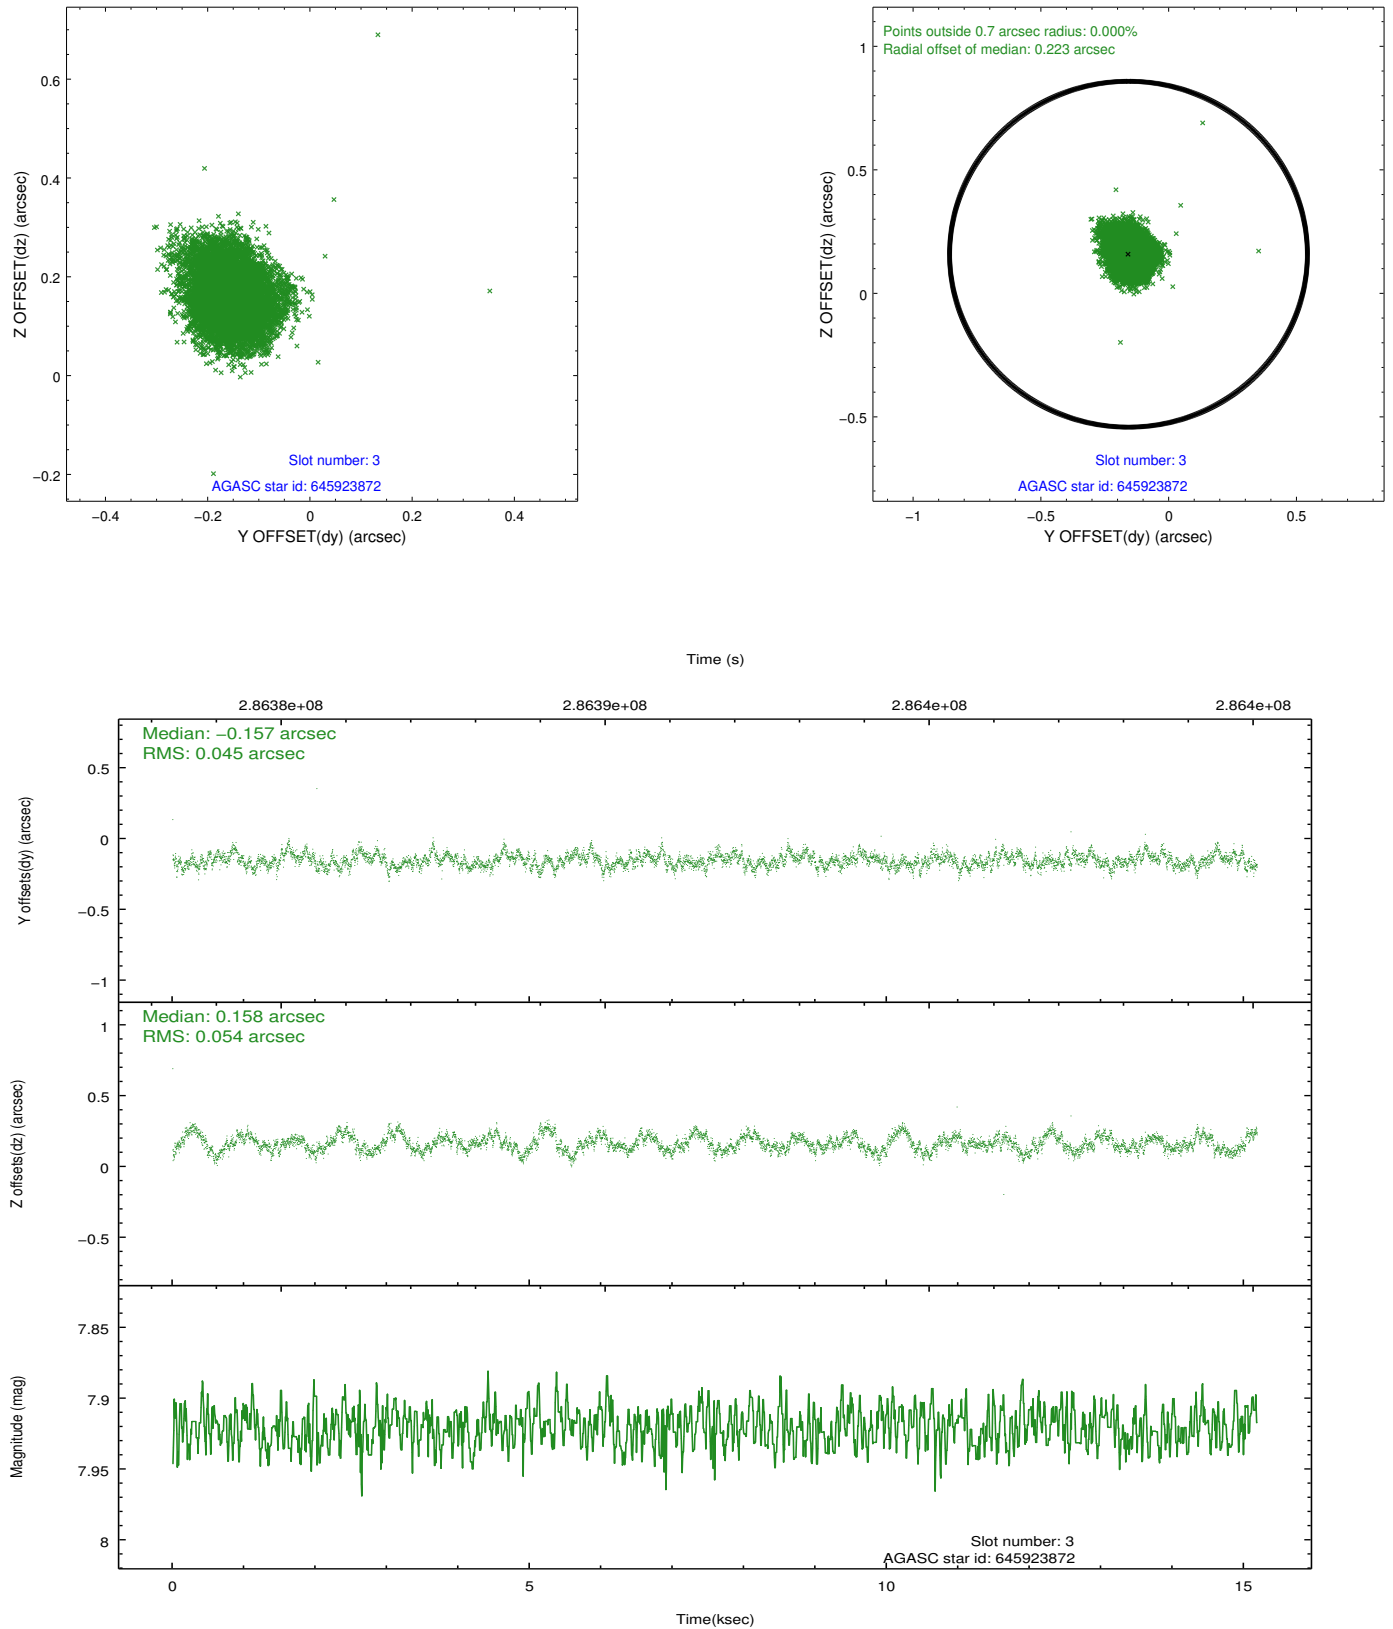 0.6
0.4
0.2
0
−0.2
Z OFFSET(dz) (arcsec)
Slot number: 3
AGASC star id: 645923872
−0.4
−0.2
0
0.2
0.4
Y OFFSET(dy) (arcsec)
Points outside 0.7 arcsec radius: 0.000%
Radial offset of median: 0.223 arcsec
1
0.5
0
−0.5
Z OFFSET(dz) (arcsec)
Slot number: 3
AGASC star id: 645923872
−1
−0.5
0
0.5
Y OFFSET(dy) (arcsec)
Time (s)
2.8638e+08
2.8639e+08
2.864e+08
2.864e+08
Median: −0.157 arcsec
RMS: 0.045 arcsec
0.5
0
−0.5
−1
Y offsets(dy) (arcsec)
Median: 0.158 arcsec
RMS: 0.054 arcsec
1
0.5
0
−0.5
Z offsets(dz) (arcsec)
7.85
7.9
7.95
8
Magnitude (mag)
Slot number: 3
AGASC star id: 645923872
0
5
10
15
Time(ksec)